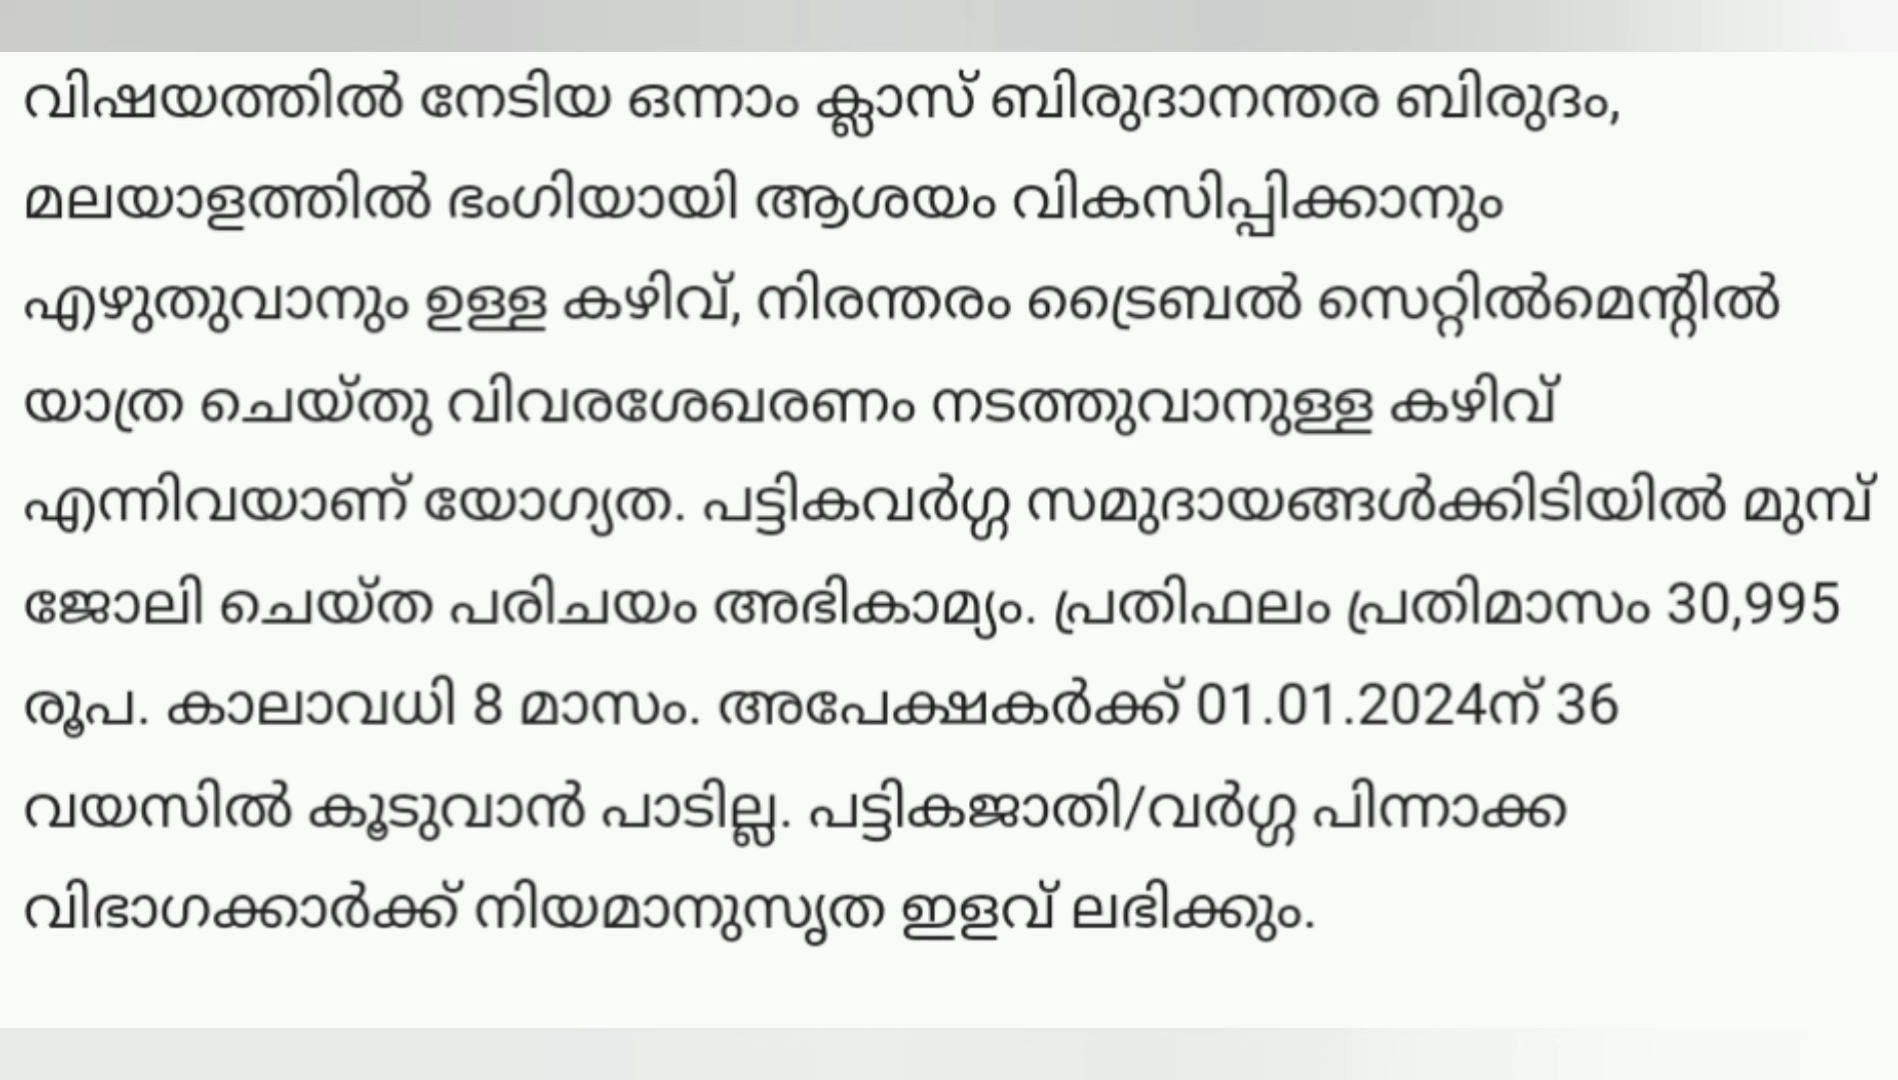 വിഷയത്തിൽ നേടിയ ഒന്നാം ക്ലാസ് ബിരുദാനന്തര ബിരുദം,
മലയാളത്തിൽ ഭംഗിയായി ആശയം വികസിപ്പിക്കാനും
എഴുതുവാനും ഉള്ള കഴിവ്, നിരന്തരം ട്രൈബൽ സെറ്റിൽമെന്റിൽ
യാത്ര ചെയ്തു വിവരശേഖരണം നടത്തുവാനുള്ള കഴിവ്
എന്നിവയാണ് യോഗ്യത. പട്ടികവർഗ്ഗ സമുദായങ്ങൾക്കിടിയിൽ മുമ്പ്
ജോലി ചെയ്ത പരിചയം അഭികാമ്യം. പ്രതിഫലം പ്രതിമാസം 30,995
രൂപ. കാലാവധി 8 മാസം. അപേക്ഷകർക്ക് 01.01.2024ന് 36
വയസിൽ കൂടുവാൻ പാടില്ല. പട്ടികജാതി/വർഗ്ഗ പിന്നാക്ക
വിഭാഗക്കാർക്ക് നിയമാനുസൃത ഇളവ് ലഭിക്കും.